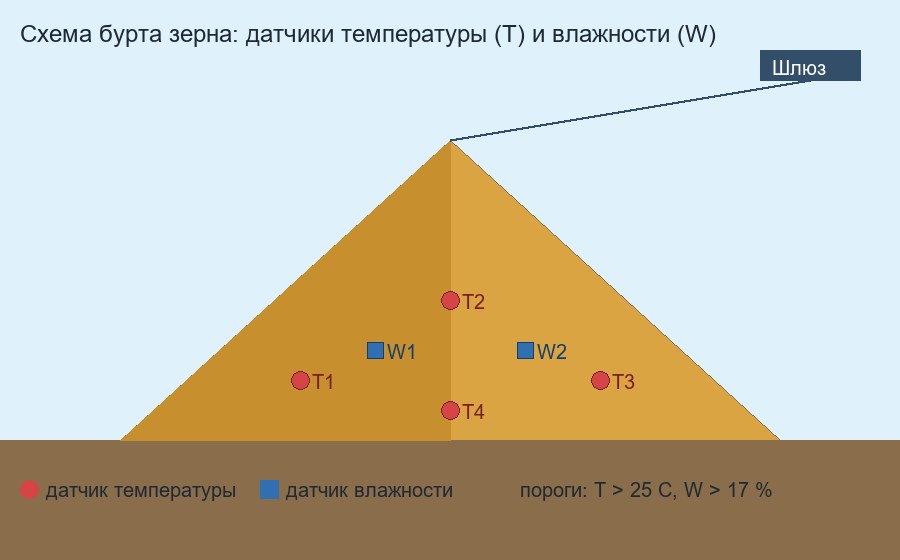 Схема бурта зерна: датчики температуры (Т) и влажности (W)
Шлюз
T2
W1
W2
T1
T3
T4
датчик температуры
датчик влажности
пороги: T > 25 C, W > 17 %